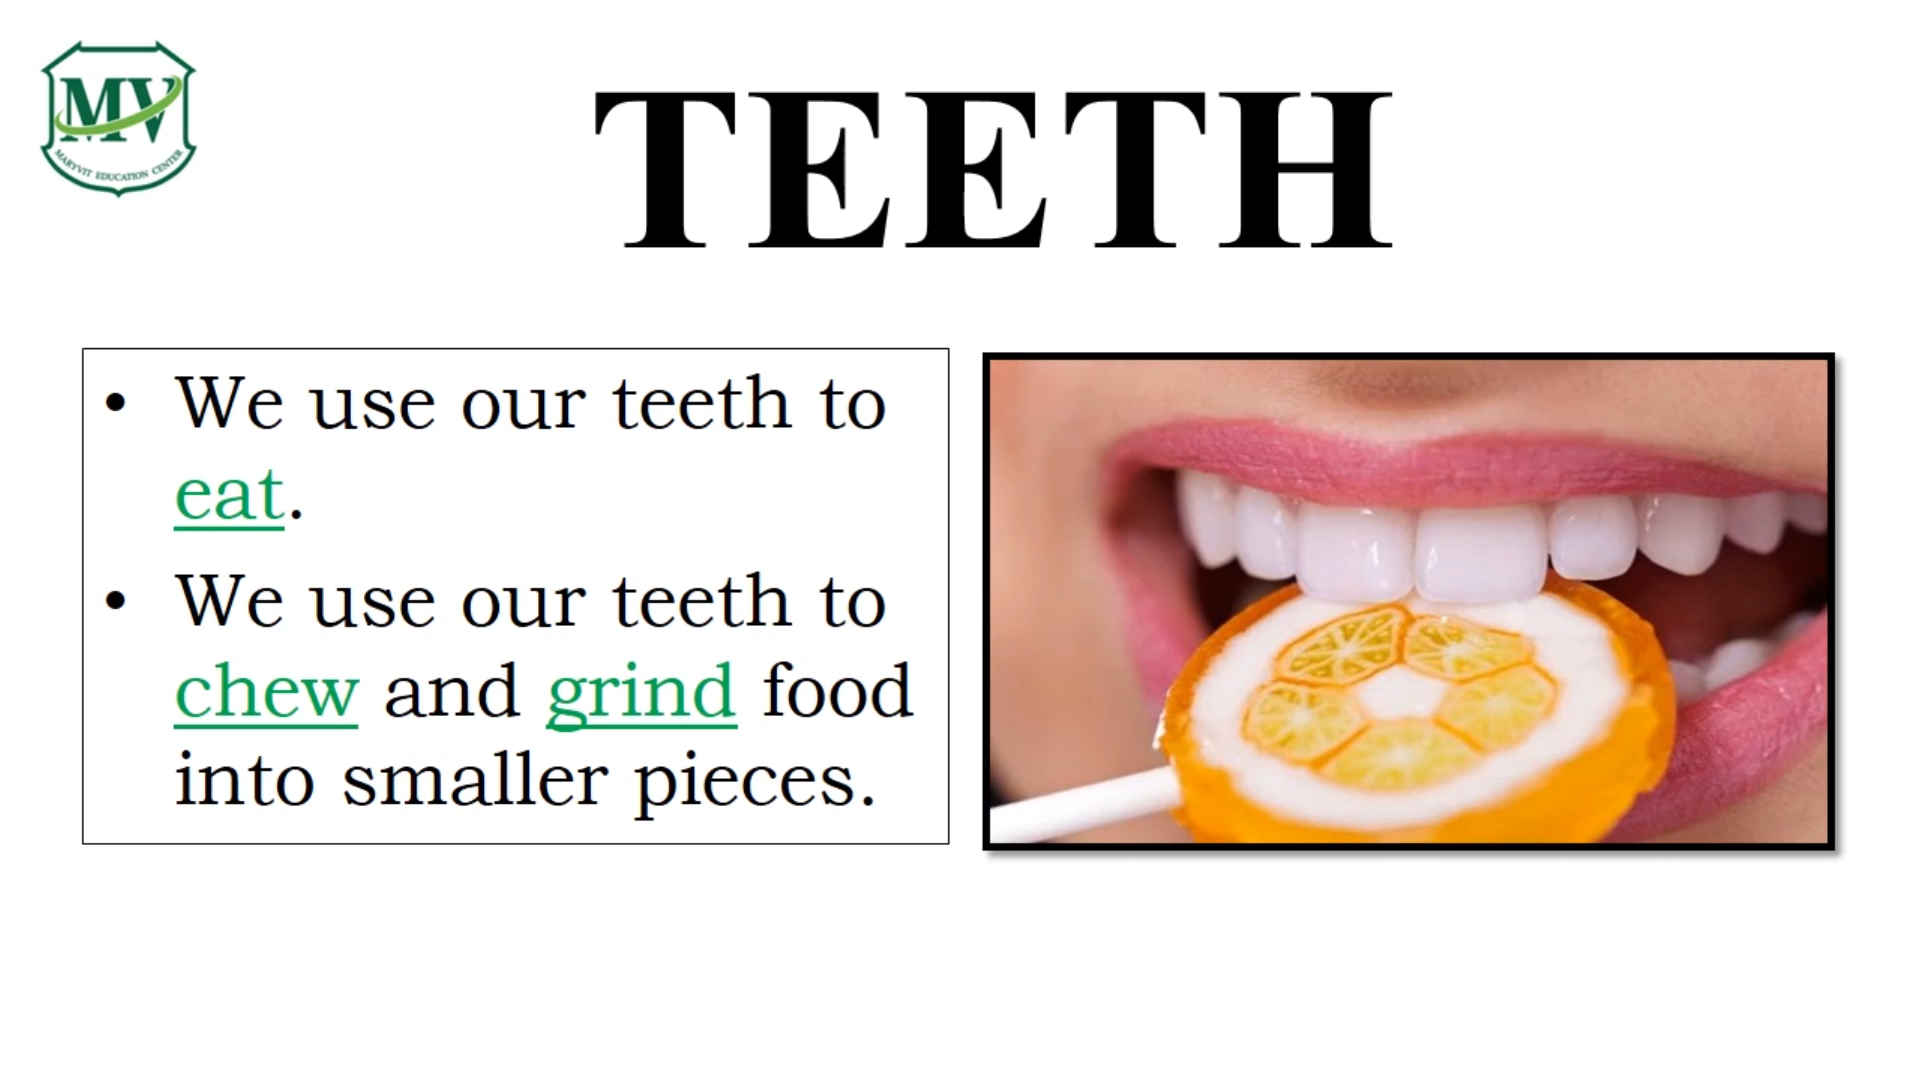 MV
MARYVIT EDUCATION CENTER
TEETH
• We use our teeth to
eat.
• We use our teeth to
chew and grind food
into smaller pieces.